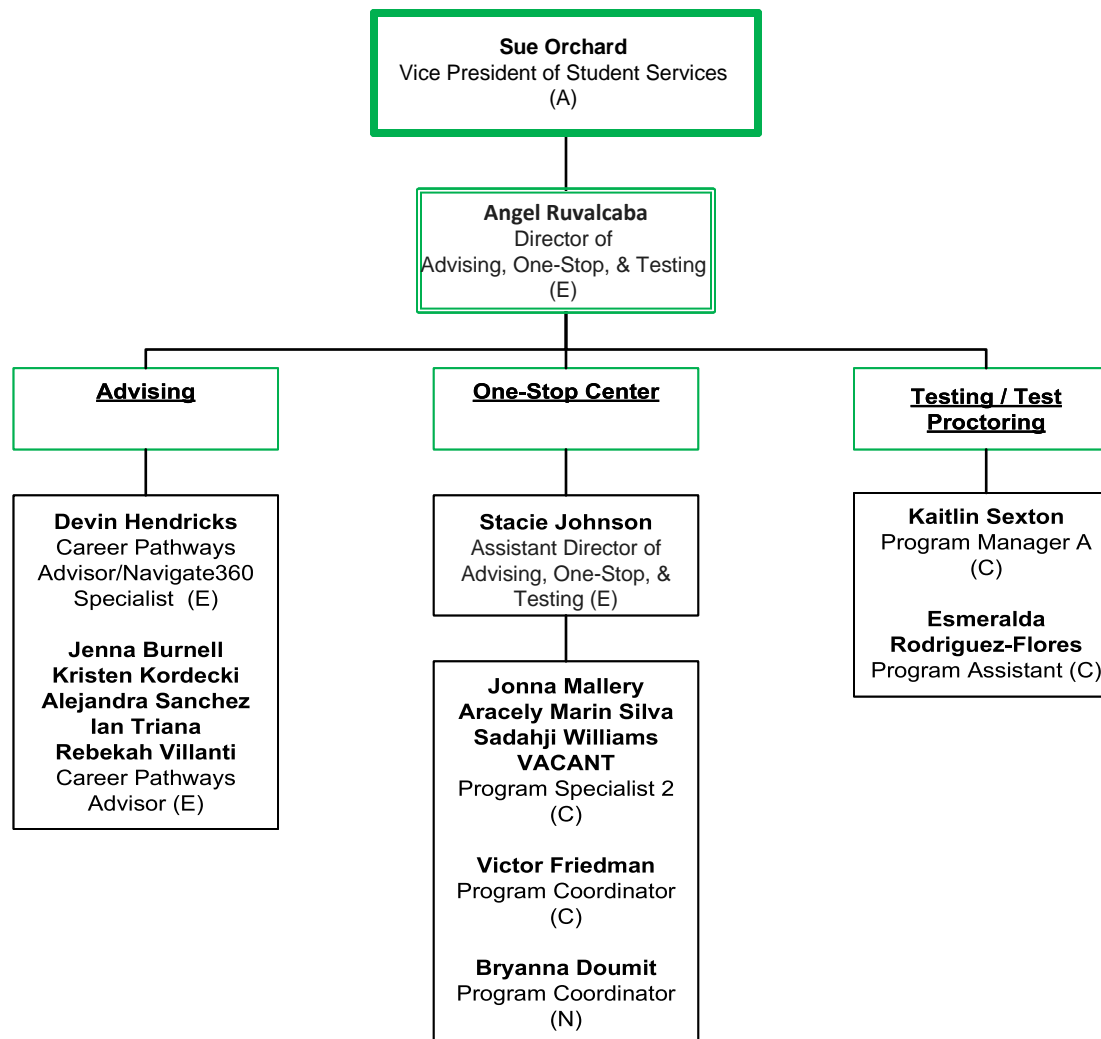 Sue Orchard
Vice President of Student Services
(A)
Angel Ruvalcaba
Director of
Advising, One-Stop, & Testing
(E)
Advising
Devin Hendricks
Career Pathways
Advisor/Navigate360
Specialist (E)
Jenna Burnell
Kristen Kordecki
Alejandra Sanchez
Ian Triana
Rebekah Villanti
Career Pathways
Advisor (E)
One-Stop Center
Stacie Johnson
Assistant Director of
Advising, One-Stop, &
Testing (E)
Jonna Mallery
Aracely Marin Silva
Sadahji Williams
VACANT
Program Specialist 2
(C)
Victor Friedman
Program Coordinator
(C)
Bryanna Doumit
Program Coordinator
(N)
Testing / Test
Proctoring
Kaitlin Sexton
Program Manager A
(C)
Esmeralda
Rodriguez-Flores
Program Assistant (C)